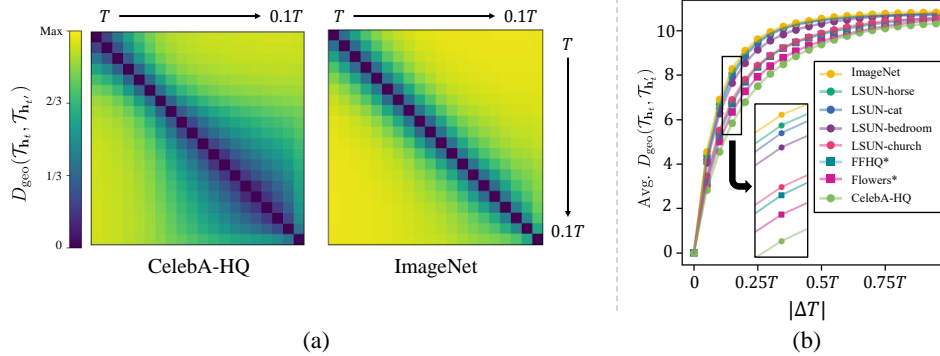 T → 0.1T
T → 0.1T
Max
2/3
1/3
0
D_geo(𝒯_{h_t}, 𝒯_{h_t'})
T
0.1T
CelebA-HQ
ImageNet
(a)
Avg. D_geo(𝒯_{h_t}, 𝒯_{h_t'})
10
8
6
4
2
0
ImageNet
LSUN-horse
LSUN-cat
LSUN-bedroom
LSUN-church
FFHQ*
Flowers*
CelebA-HQ
0 0.25T 0.5T 0.75T
|ΔT|
(b)